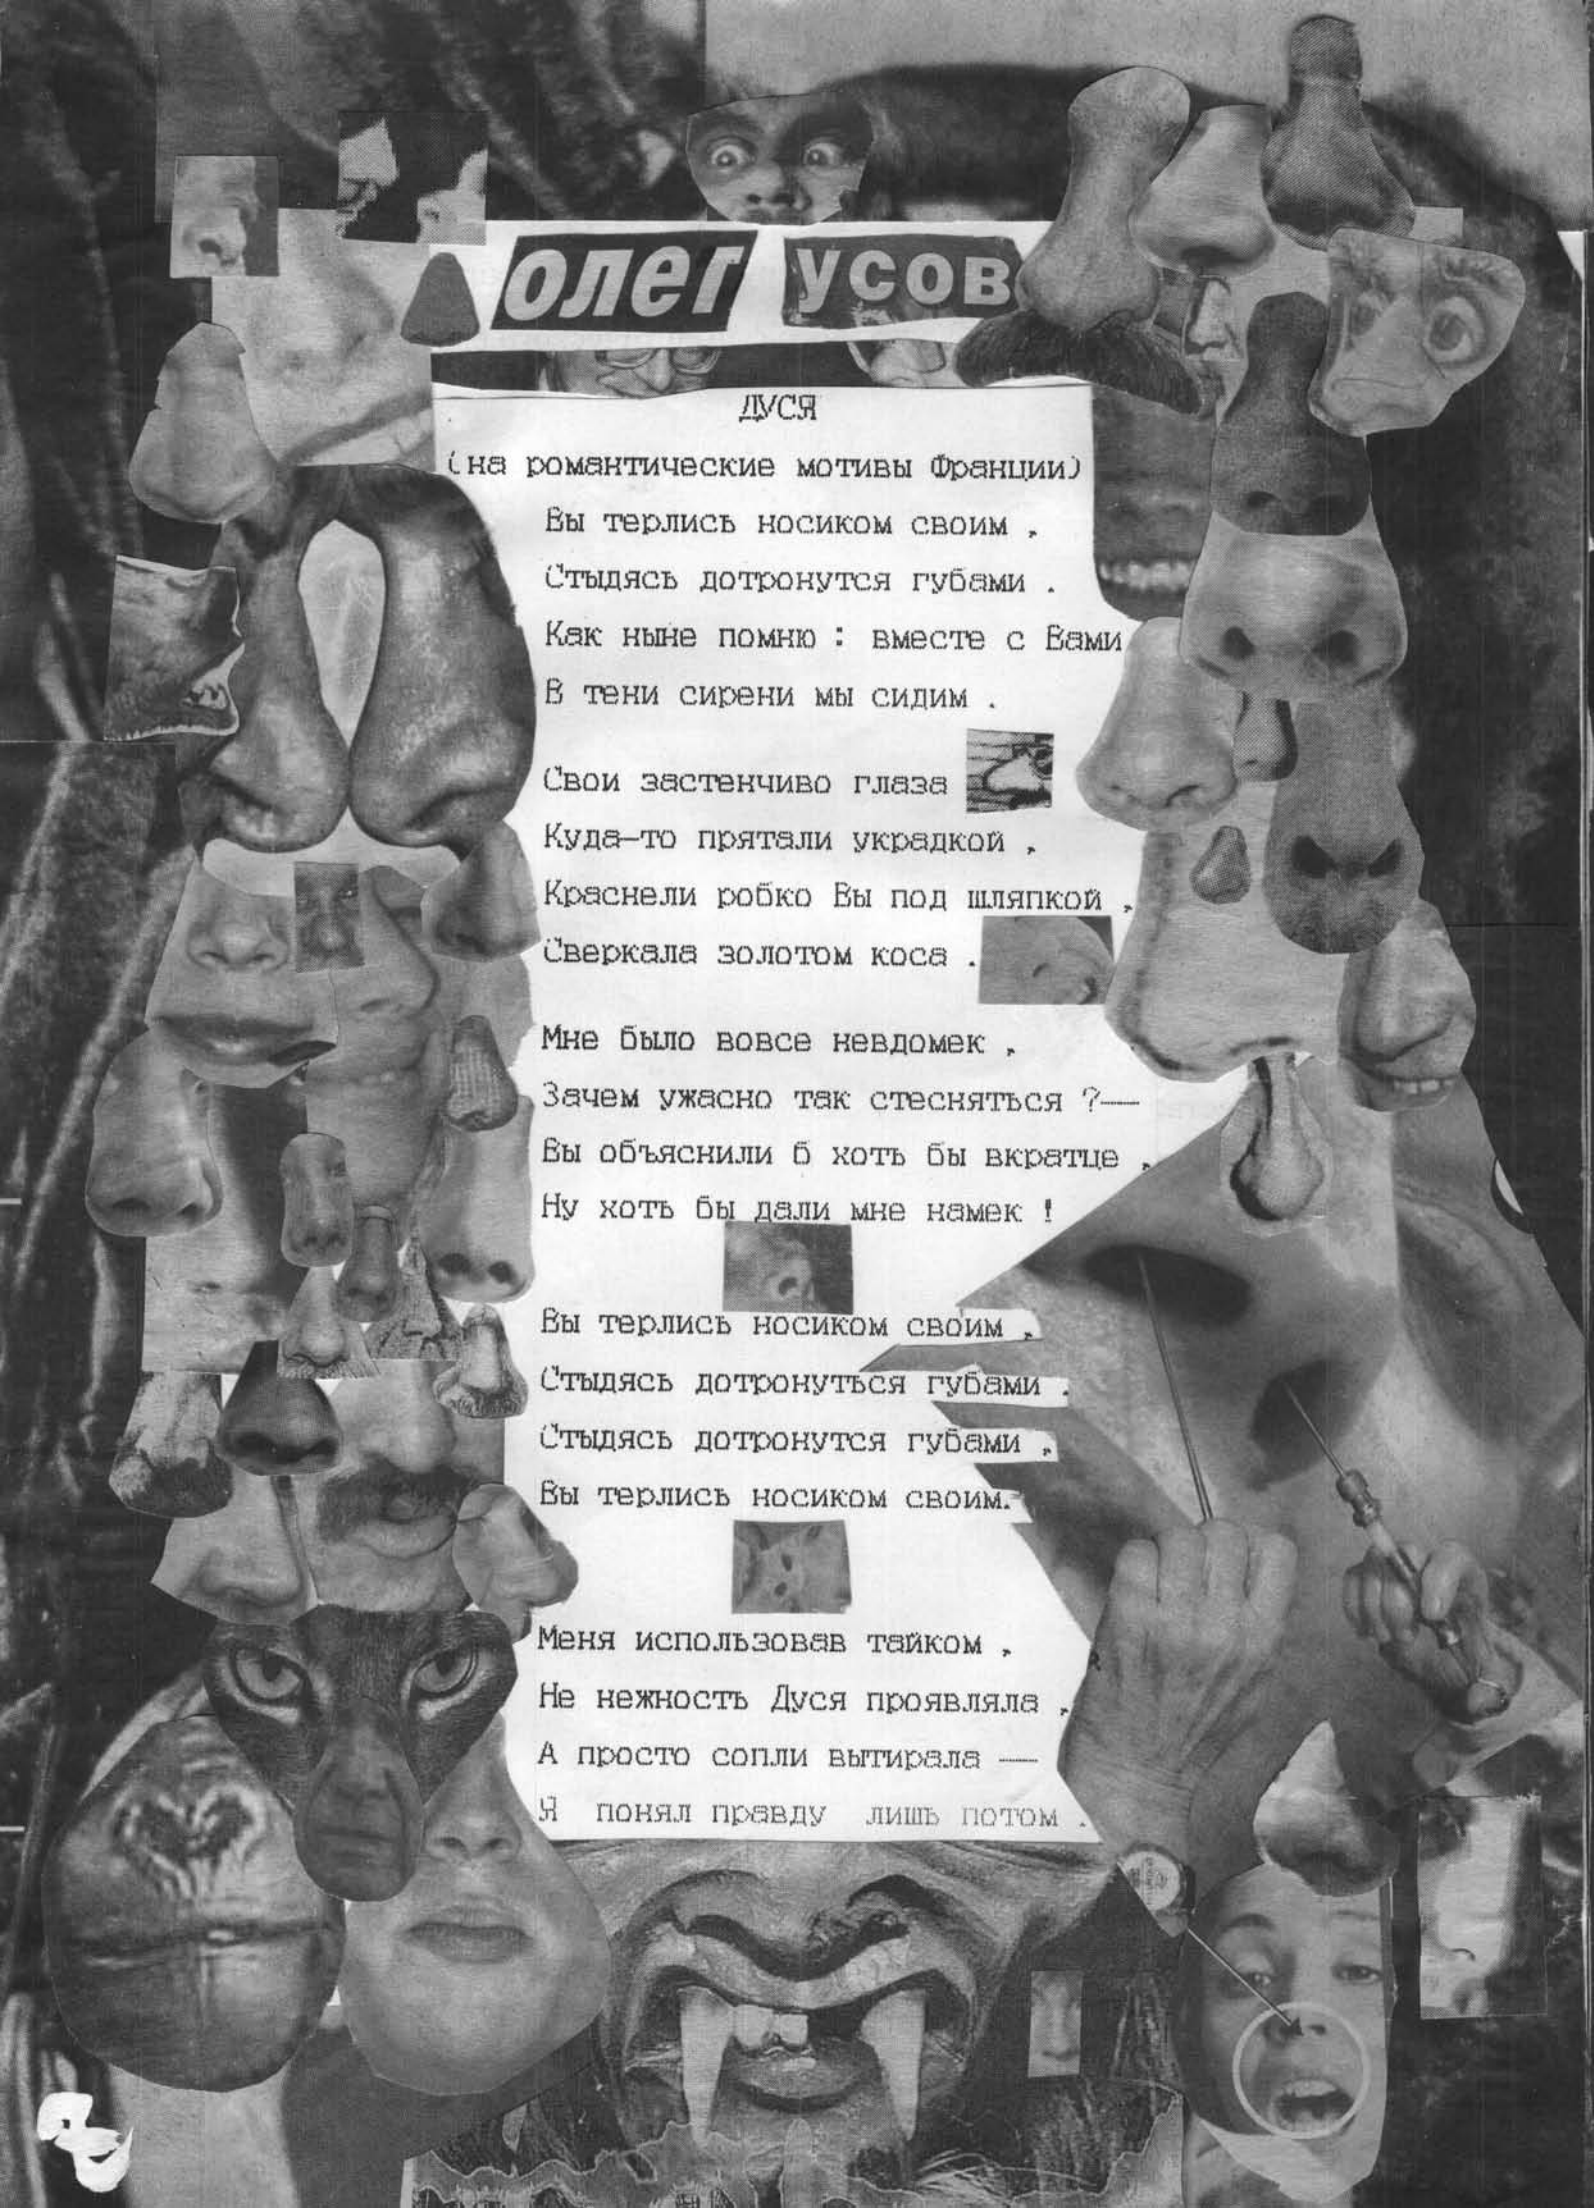 олег усов
ДУСЯ
(на романтические мотивы Франции)
Вы терлись носиком своим ,
Стыдясь дотронутся губами .
Как ныне помню : вместе с Вами
В тени сирени мы сидим .
Свои застенчиво глаза
Куда-то прятали украдкой ,
Краснели робко Вы под шляпкой ,
Сверкала золотом коса .
Мне было вовсе невдомек ,
Зачем ужасно так стесняться ?—
Вы объяснили б хоть бы вкратце ,
Ну хоть бы дали мне намек !
Вы терлись носиком своим ,
Стыдясь дотронуться губами .
Стыдясь дотронутся губами ,
Вы терлись носиком своим.
Меня использовав тайком ,
Не нежность Дуся проявляла ,
А просто сопли вытирала —
Я понял правду лишь потом .